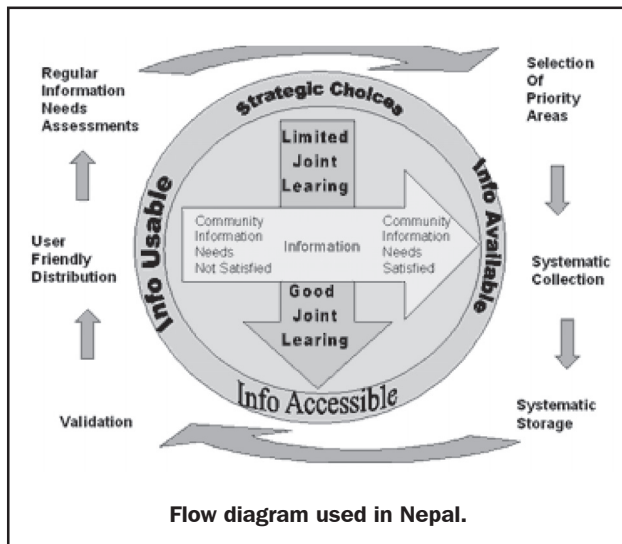 Regular
Information
Needs
Assessments
Selection
Of
Priority
Areas
Strategic Choices
Limited
Joint
Learing
Info Usable
Info Available
Community
Information
Needs
Not Satisfied
Information
Community
Information
Needs
Satisfied
User
Friendly
Distribution
Systematic
Collection
Good
Joint
Learing
Info Accessible
Validation
Systematic
Storage
Flow diagram used in Nepal.